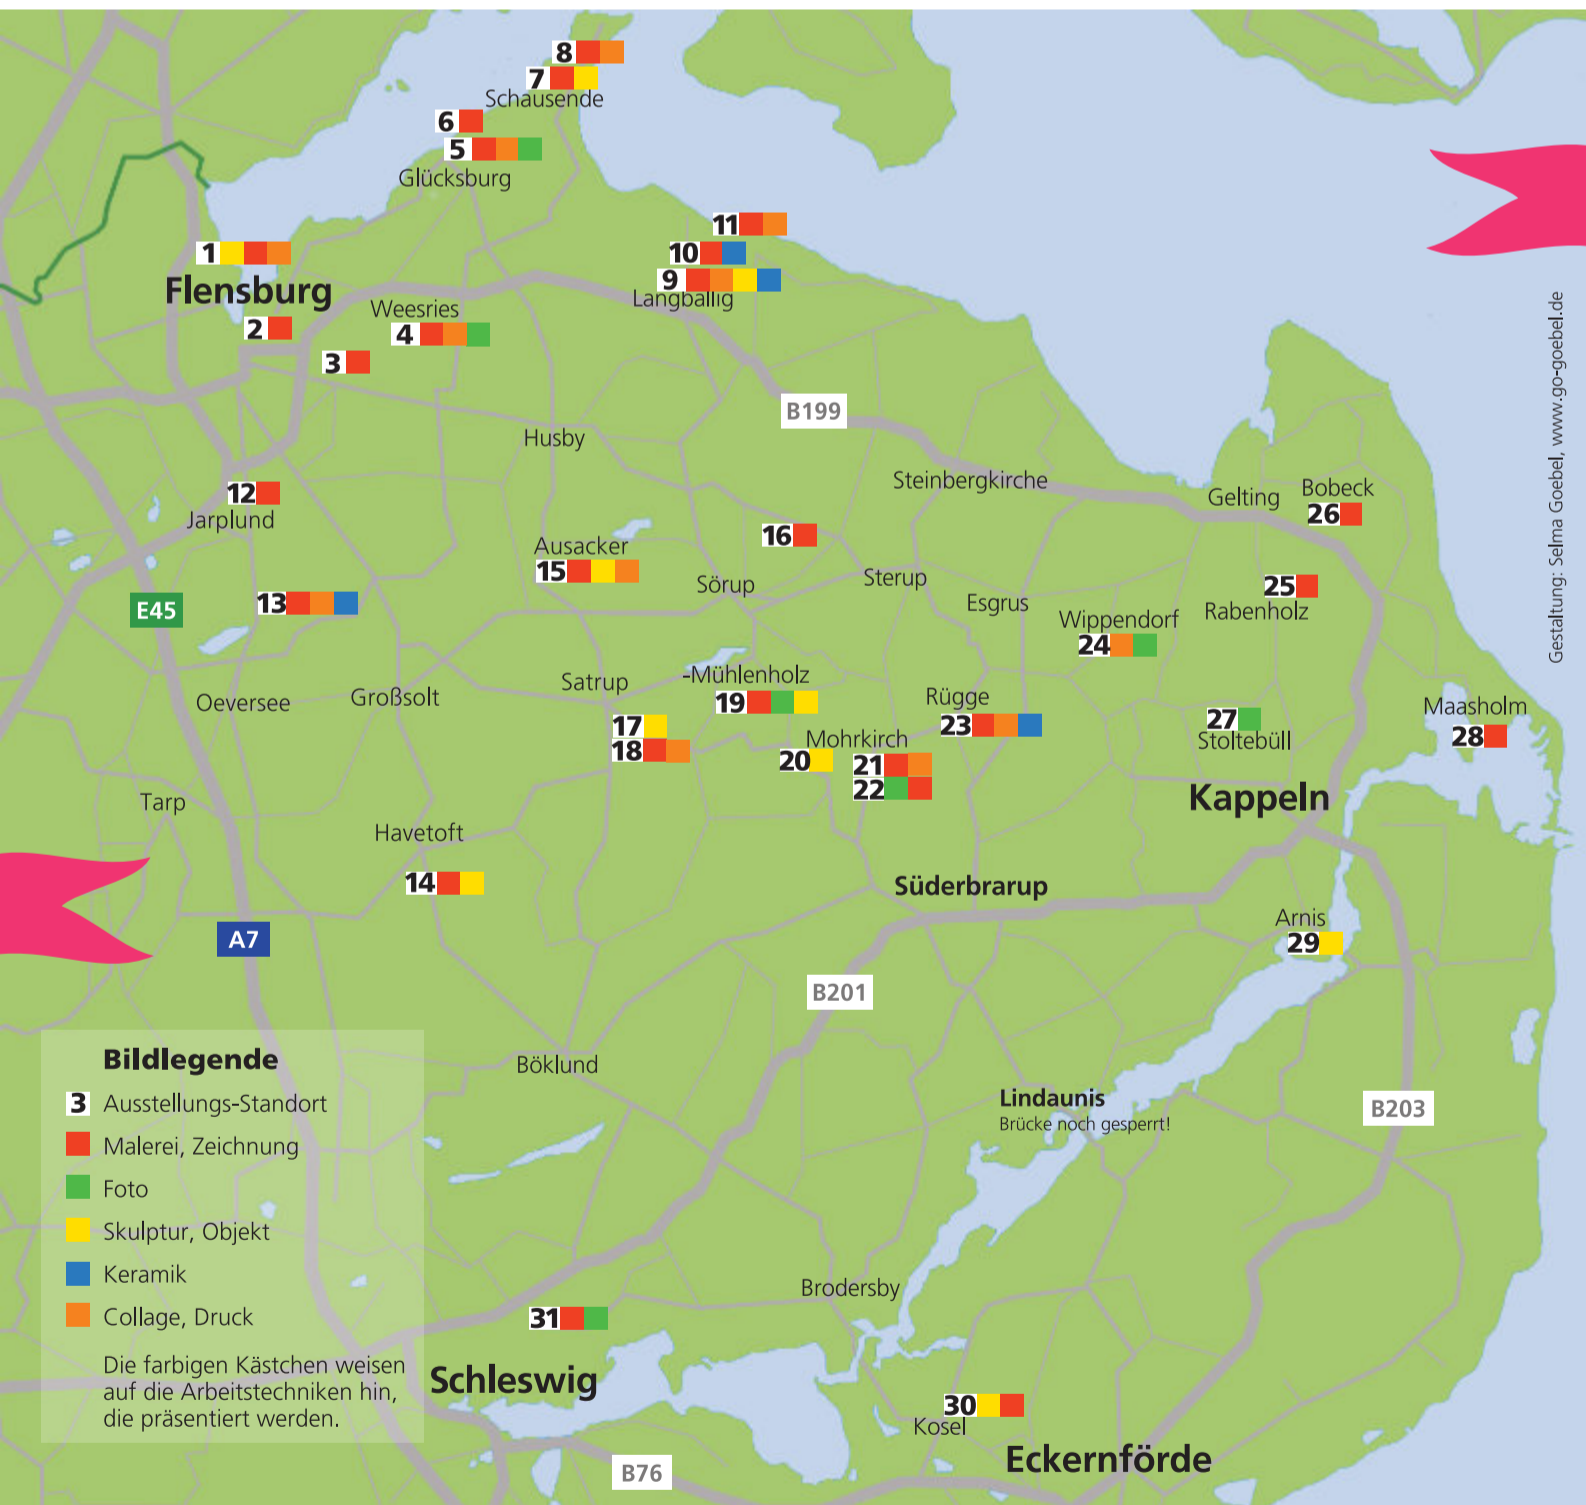 8
7
Schausende
6
5
Glücksburg
11
10
9
Langballig
1
Flensburg
2
Weesries
4
3
B199
Husby
Steinbergkirche
Gelting
Bobeck
26
12
Jarplund
16
Ausacker
15
Sörup
Sterup
Esgrus
25
Rabenholz
E45
13
Wippendorf
24
Oeversee
Großsolt
Satrup
-Mühlenholz
19
17
18
Mohrkirch
20
21
22
Rügge
23
27
Stoltebüll
Maasholm
28
Kappeln
Tarp
Havetoft
14
Süderbrarup
Arnis
29
A7
B201
Böklund
Lindaunis
Brücke noch gesperrt!
B203
Brodersby
31
Schleswig
30
Kosel
Eckernförde
B76
Bildlegende
3 Ausstellungs-Standort
Malerei, Zeichnung
Foto
Skulptur, Objekt
Keramik
Collage, Druck
Die farbigen Kästchen weisen
auf die Arbeitstechniken hin,
die präsentiert werden.
Gestaltung: Selma Goebel, www.go-goebel.de